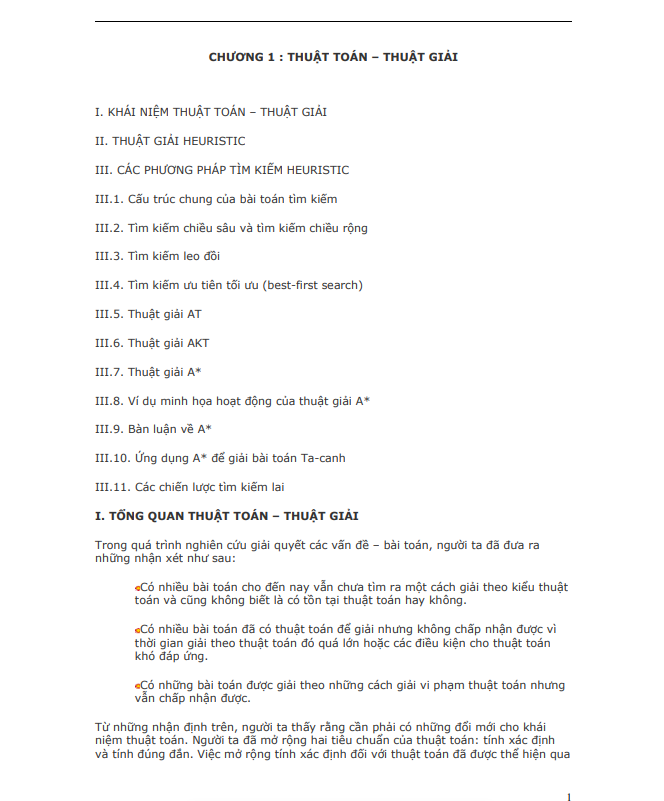 CHƯƠNG 1 : THUẬT TOÁN – THUẬT GIẢI
I. KHÁI NIỆM THUẬT TOÁN – THUẬT GIẢI
II. THUẬT GIẢI HEURISTIC
III. CÁC PHƯƠNG PHÁP TÌM KIẾM HEURISTIC
III.1. Cấu trúc chung của bài toán tìm kiếm
III.2. Tìm kiếm chiều sâu và tìm kiếm chiều rộng
III.3. Tìm kiếm leo đồi
III.4. Tìm kiếm ưu tiên tối ưu (best-first search)
III.5. Thuật giải AT
III.6. Thuật giải AKT
III.7. Thuật giải A*
III.8. Ví dụ minh họa hoạt động của thuật giải A*
III.9. Bàn luận về A*
III.10. Ứng dụng A* để giải bài toán Ta-canh
III.11. Các chiến lược tìm kiếm lai
I. TỔNG QUAN THUẬT TOÁN – THUẬT GIẢI
Trong quá trình nghiên cứu giải quyết các vấn đề – bài toán, người ta đã đưa ra
những nhận xét như sau:
Có nhiều bài toán cho đến nay vẫn chưa tìm ra một cách giải theo kiểu thuật
toán và cũng không biết là có tồn tại thuật toán hay không.
Có nhiều bài toán đã có thuật toán để giải nhưng không chấp nhận được vì
thời gian giải theo thuật toán đó quá lớn hoặc các điều kiện cho thuật toán
khó đáp ứng.
Có những bài toán được giải theo những cách giải vi phạm thuật toán nhưng
vẫn chấp nhận được.
Từ những nhận định trên, người ta thấy rằng cần phải có những đổi mới cho khái
niệm thuật toán. Người ta đã mở rộng hai tiêu chuẩn của thuật toán: tính xác định
và tính đúng đắn. Việc mở rộng tính xác định đối với thuật toán đã được thể hiện qua
1